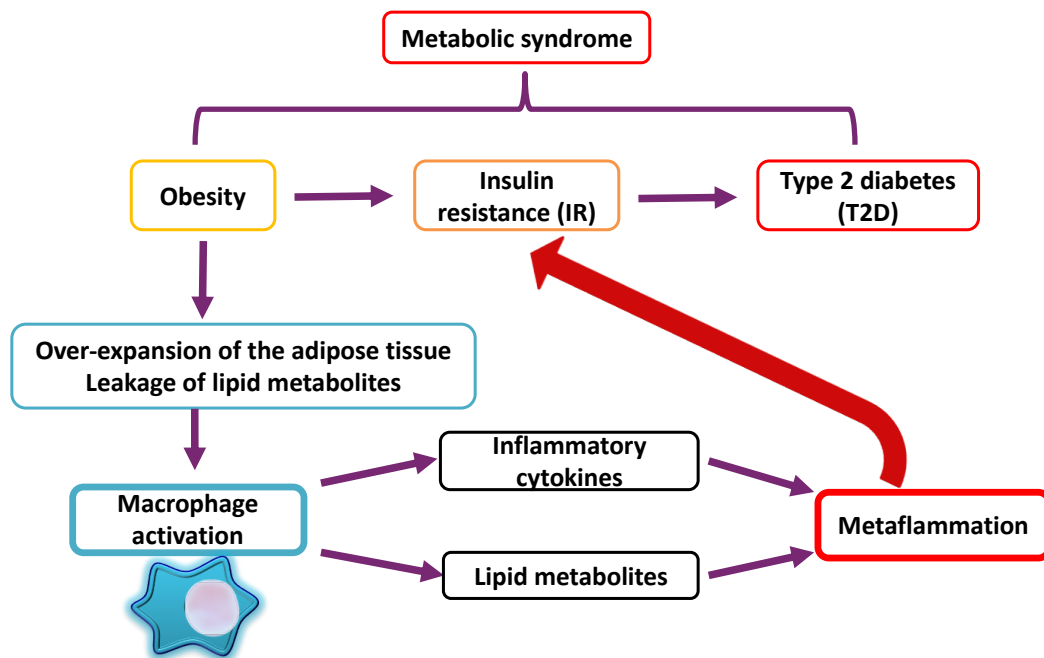 Metabolic syndrome
Obesity
Insulin
resistance (IR)
Type 2 diabetes
(T2D)
Over-expansion of the adipose tissue
Leakage of lipid metabolites
Inflammatory
cytokines
Macrophage
activation
Metaflammation
Lipid metabolites